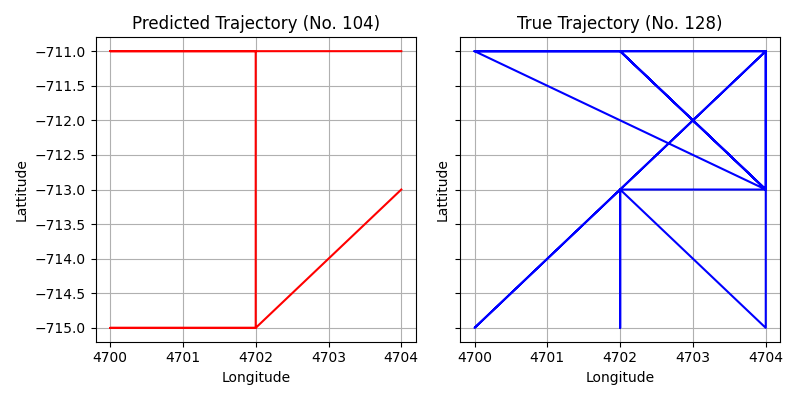 Predicted Trajectory (No. 104)
−711.0
−711.5
−712.0
−712.5
−713.0
−713.5
−714.0
−714.5
−715.0
Lattitude
4700 4701 4702 4703 4704
Longitude
True Trajectory (No. 128)
Lattitude
4700 4701 4702 4703 4704
Longitude